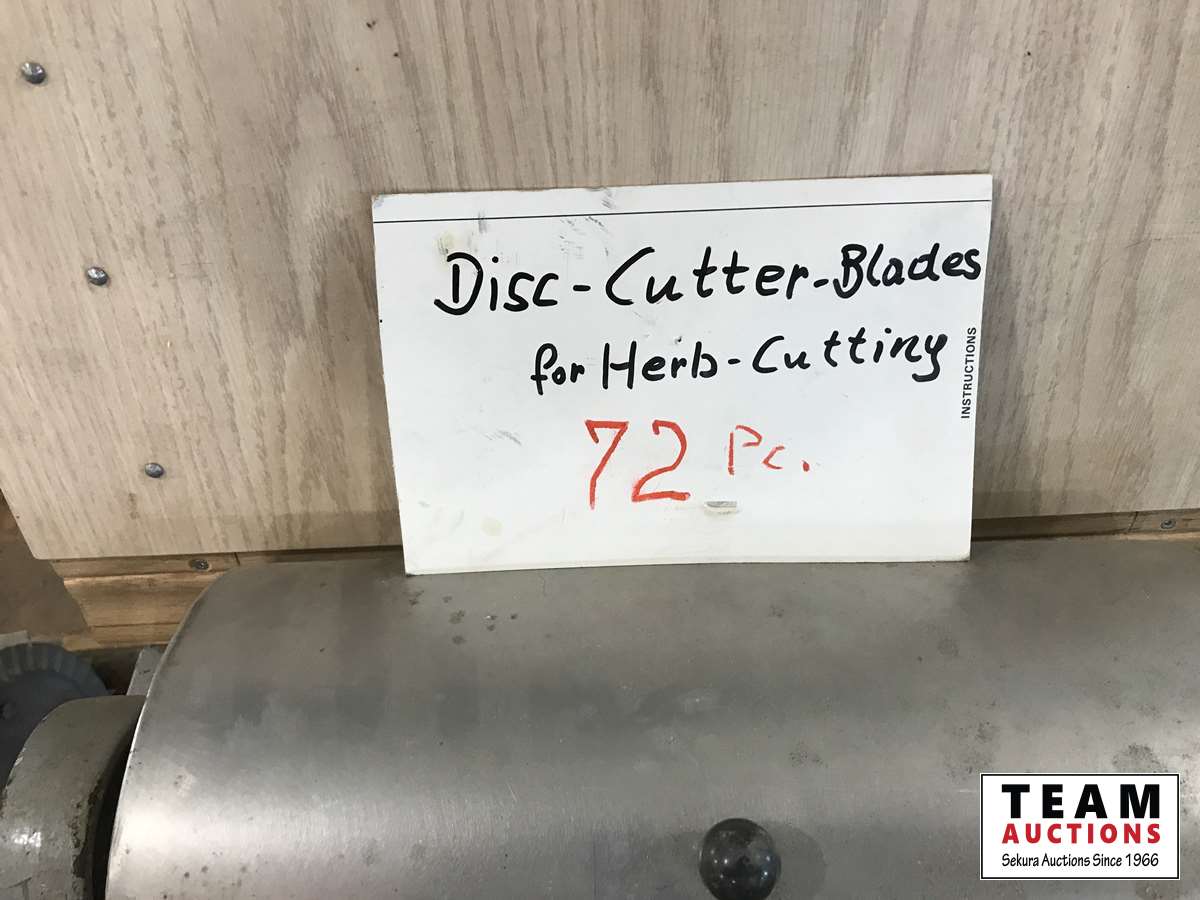 Disc-Cutter-Blades
for Herb-Cutting
72 Pc.
INSTRUCTIONS
TEAM
AUCTIONS
Sekura Auctions Since 1966